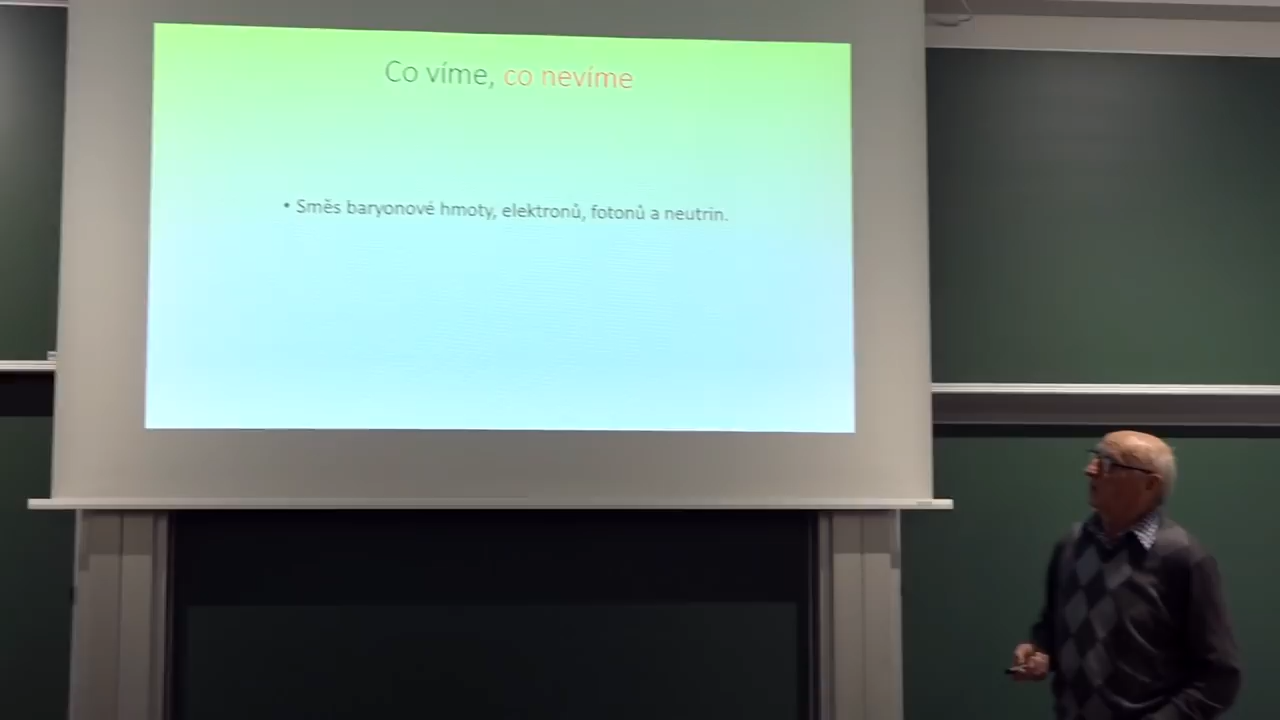 Co víme, co nevíme
• Směs baryonové hmoty, elektronů, fotonů a neutrin.